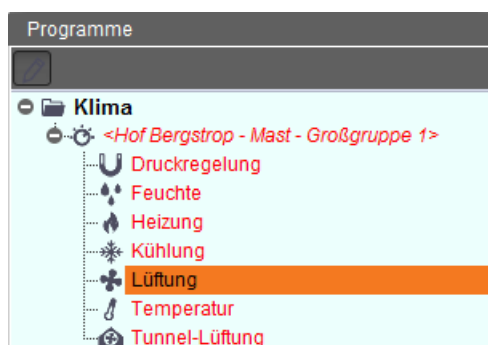 Programme
Klima
<Hof Bergstrop - Mast - Großgruppe 1>
Druckregelung
Feuchte
Heizung
Kühlung
Lüftung
Temperatur
Tunnel-Lüftung